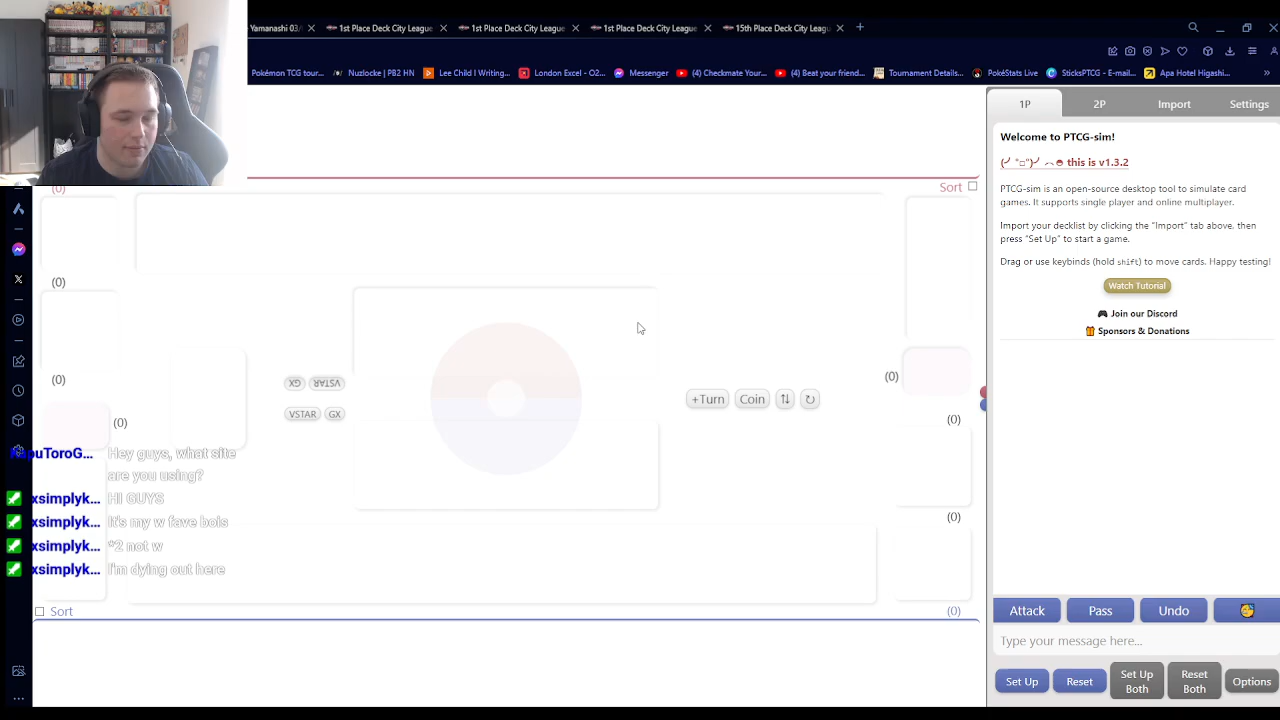 Yamanashi 03/
1st Place Deck City League
1st Place Deck City League
1st Place Deck City League
15th Place Deck City Leagu
Pokémon TCG tour...
Nuzlocke | PB2 HN
Lee Child I Writing...
London Excel - O2...
Messenger
(4) Checkmate Your...
(4) Beat your friend...
Tournament Details...
PokéStats Live
SticksPTCG - E-mail...
Apa Hotel Higashi...
»
1P
2P
Import
Settings
Welcome to PTCG-sim!
(╯°□°)╯︵◓ this is v1.3.2
PTCG-sim is an open-source desktop tool to simulate card
games. It supports single player and online multiplayer.
Import your decklist by clicking the "Import" tab above, then
press "Set Up" to start a game.
Drag or use keybinds (hold shift) to move cards. Happy testing!
Watch Tutorial
🎮 Join our Discord
🎁 Sponsors & Donations
(0)
Sort
(0)
(0)
(0)
(0)
GX
VSTAR
VSTAR
GX
+Turn
Coin
(0)
(0)
Hey guys, what site
are you using?
xsimplyk... HI GUYS
xsimplyk... It's my w fave bois
xsimplyk... *2 not w
xsimplyk... I'm dying out here
Sort
(0)
Attack
Pass
Undo
Type your message here...
Set Up
Reset
Set Up
Both
Reset
Both
Options